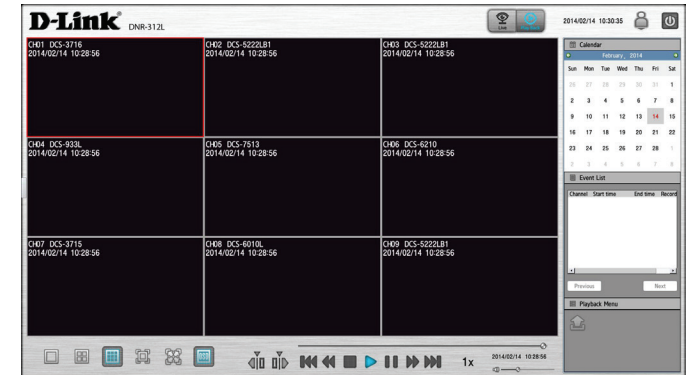 D-Link DNR-312L
2014/02/14 10:30:35
CH01 DCS-3716
2014/02/14 10:28:56
CH02 DCS-5222LB1
2014/02/14 10:28:56
CH03 DCS-5222LB1
2014/02/14 10:28:56
CH04 DCS-933L
2014/02/14 10:28:56
CH05 DCS-7513
2014/02/14 10:28:56
CH06 DCS-6210
2014/02/14 10:28:56
CH07 DCS-3715
2014/02/14 10:28:56
CH08 DCS-6010L
2014/02/14 10:28:56
CH09 DCS-5222LB1
2014/02/14 10:28:56
Calendar
February, 2014
Sun Mon Tue Wed Thu Fri Sat
26 27 28 29 30 31 1
2 3 4 5 6 7 8
9 10 11 12 13 14 15
16 17 18 19 20 21 22
23 24 25 26 27 28 1
2 3 4 5 6 7 8
Event List
Channel Start time End time Record
Previous Next
Playback Menu
1x
2014/02/14 10:28:56